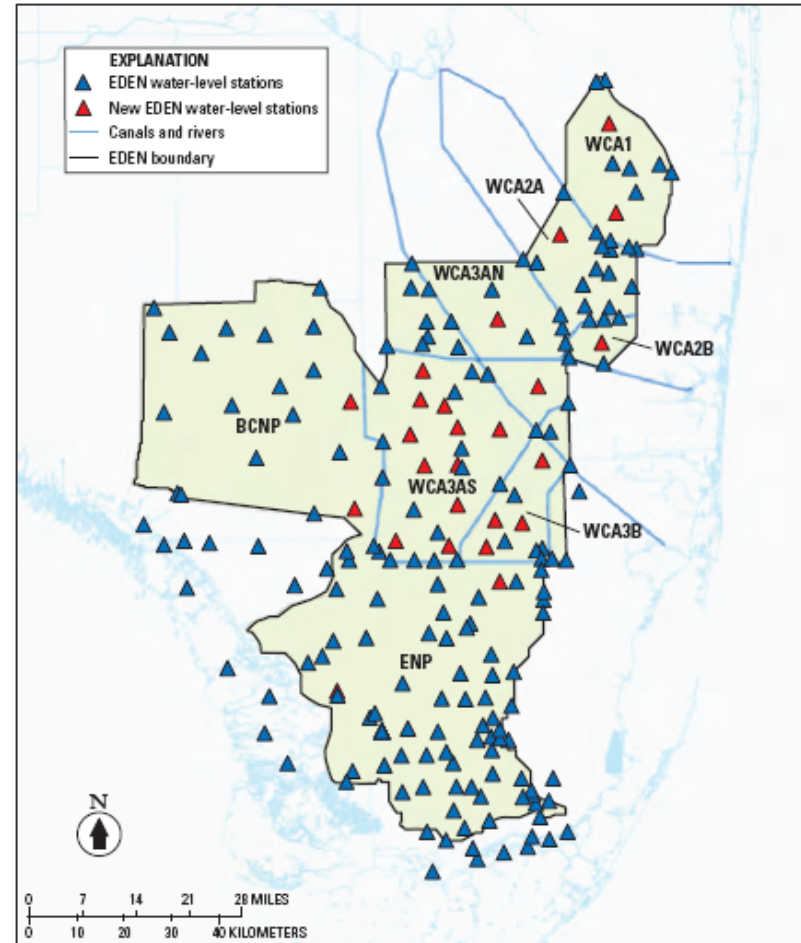 EXPLANATION
EDEN water-level stations
New EDEN water-level stations
Canals and rivers
EDEN boundary
WCA1
WCA2A
WCA3AN
WCA2B
BCNP
WCA3AS
WCA3B
ENP
N
0 7 14 21 28 MILES
0 10 20 30 40 KILOMETERS